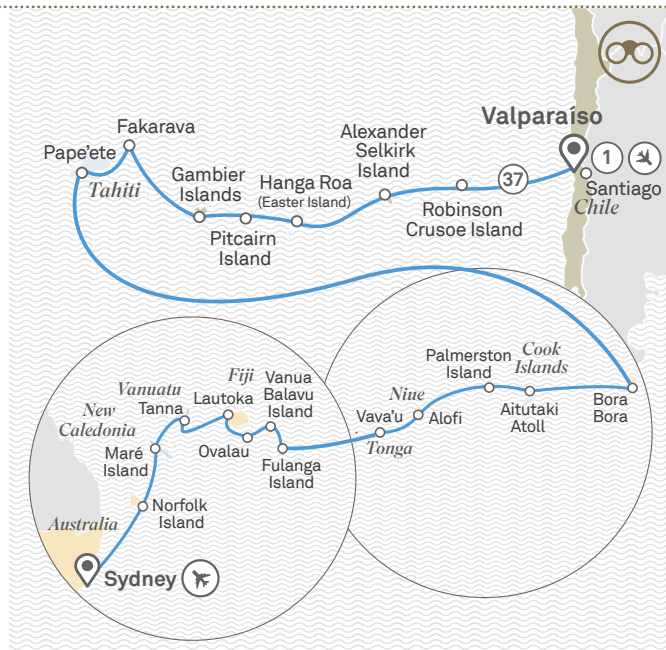 Valparaíso
1
Santiago
Chile
37
Robinson
Crusoe Island
Alexander
Selkirk
Island
Hanga Roa
(Easter Island)
Pitcairn
Island
Gambier
Islands
Fakarava
Pape’ete
Tahiti
Bora
Bora
Cook
Islands
Aitutaki
Atoll
Palmerston
Island
Niue
Alofi
Vava’u
Tonga
Fulanga
Island
Vanua
Balavu
Island
Fiji
Ovalau
Lautoka
Vanuatu
Tanna
New
Caledonia
Maré
Island
Norfolk
Island
Australia
Sydney